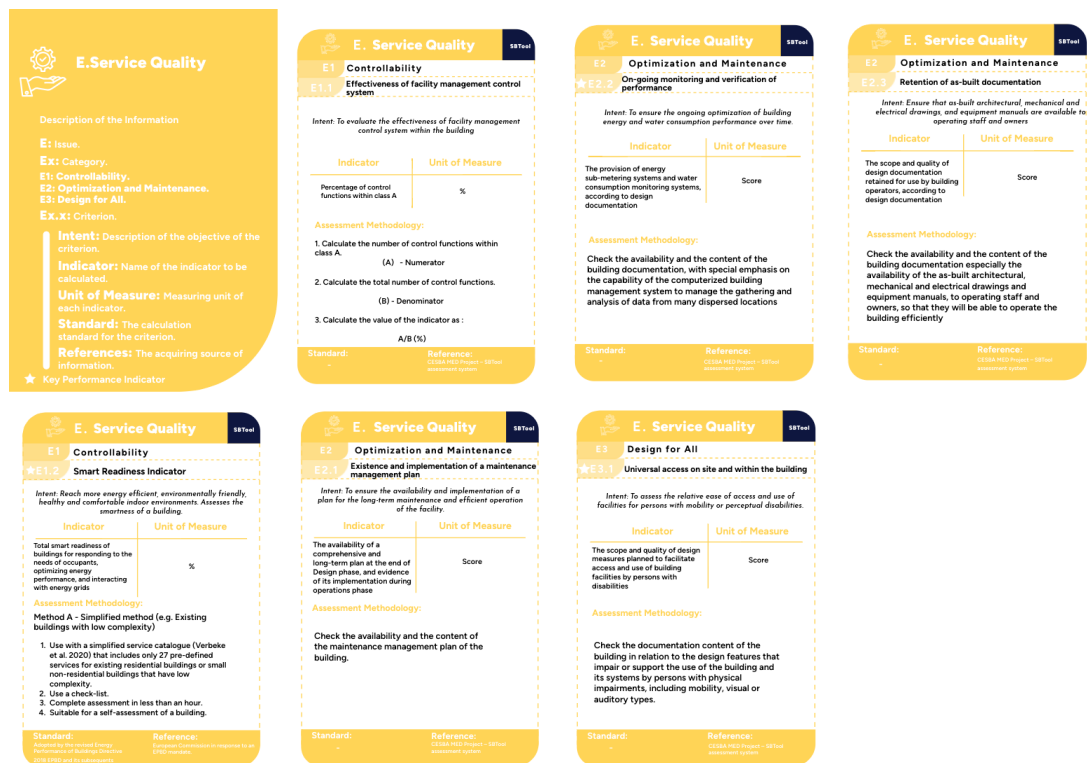 E.Service Quality
Description of the Information
E: Issue.
Ex: Category.
E1: Controllability.
E2: Optimization and Maintenance.
E3: Design for All.
Ex.x: Criterion.
Intent: Description of the objective of the
criterion.
Indicator: Name of the indicator to be
calculated.
Unit of Measure: Measuring unit of
each indicator.
Standard: The calculation
standard for the criterion.
References: The acquiring source of
information.
Key Performance Indicator
E. Service Quality
SBTool
E1 Controllability
E1.1 Effectiveness of facility management control
system
Intent: To evaluate the effectiveness of facility management
control system within the building
Indicator Unit of Measure
Percentage of control
functions within class A
%
Assessment Methodology:
1. Calculate the number of control functions within
class A.
(A) - Numerator
2. Calculate the total number of control functions.
(B) - Denominator
3. Calculate the value of the indicator as :
A/B (%)
Standard: Reference:
-
CESBA MED Project – SBTool
assessment system
E. Service Quality
SBTool
E2 Optimization and Maintenance
E2.2 On-going monitoring and verification of
performance
Intent: To ensure the ongoing optimization of building
energy and water consumption performance over time.
Indicator Unit of Measure
The provision of energy
sub-metering systems and water
consumption monitoring systems,
according to design
documentation
Score
Assessment Methodology:
Check the availability and the content of the
building documentation, with special emphasis on
the capability of the computerized building
management system to manage the gathering and
analysis of data from many dispersed locations
Standard: Reference:
-
CESBA MED Project – SBTool
assessment system
E. Service Quality
SBTool
E2 Optimization and Maintenance
E2.3 Retention of as-built documentation
Intent: Ensure that as-built architectural, mechanical and
electrical drawings, and equipment manuals are available to
operating staff and owners
Indicator Unit of Measure
The scope and quality of
design documentation
retained for use by building
operators, according to
design documentation
Score
Assessment Methodology:
Check the availability and the content of the
building documentation especially the
availability of the as-built architectural,
mechanical and electrical drawings and
equipment manuals, to operating staff and
owners, so that they will be able to operate the
building efficiently
Standard: Reference:
-
CESBA MED Project – SBTool
assessment system
E. Service Quality
SBTool
E1 Controllability
E1.2 Smart Readiness Indicator
Intent: Reach more energy efficient, environmentally friendly,
healthy and comfortable indoor environments. Assesses the
smartness of a building.
Indicator Unit of Measure
Total smart readiness of
buildings for responding to the
needs of occupants,
optimizing energy
performance, and interacting
with energy grids
%
Assessment Methodology:
Method A - Simplified method (e.g. Existing
buildings with low complexity)
1. Use with a simplified service catalogue (Verbeke
et al. 2020) that includes only 27 pre-defined
services for existing residential buildings or small
non-residential buildings that have low
complexity.
2. Use a check-list.
3. Complete assessment in less than an hour.
4. Suitable for a self-assessment of a building.
Standard: Reference:
Adopted by the revised Energy
Performance of Buildings Directive
EPBD and its subsequents
European Commission in response to an
EPBD mandate.
E. Service Quality
SBTool
E2 Optimization and Maintenance
E2.1 Existence and implementation of a maintenance
management plan
Intent: To ensure the availability and implementation of a
plan for the long-term maintenance and efficient operation
of the facility.
Indicator Unit of Measure
The availability of a
comprehensive and
long-term plan at the end of
Design phase, and evidence
of its implementation during
operations phase
Score
Assessment Methodology:
Check the availability and the content of
the maintenance management plan of the
building.
Standard: Reference:
-
CESBA MED Project – SBTool
assessment system
E. Service Quality
SBTool
E3 Design for All
E3.1 Universal access on site and within the building
Intent: To assess the relative ease of access and use of
facilities for persons with mobility or perceptual disabilities.
Indicator Unit of Measure
The scope and quality of design
measures planned to facilitate
access and use of building
facilities by persons with
disabilities
Score
Assessment Methodology:
Check the documentation content of the
building in relation to the design features that
impair or support the use of the building and
its systems by persons with physical
impairments, including mobility, visual or
auditory types.
Standard: Reference:
-
CESBA MED Project – SBTool
assessment system